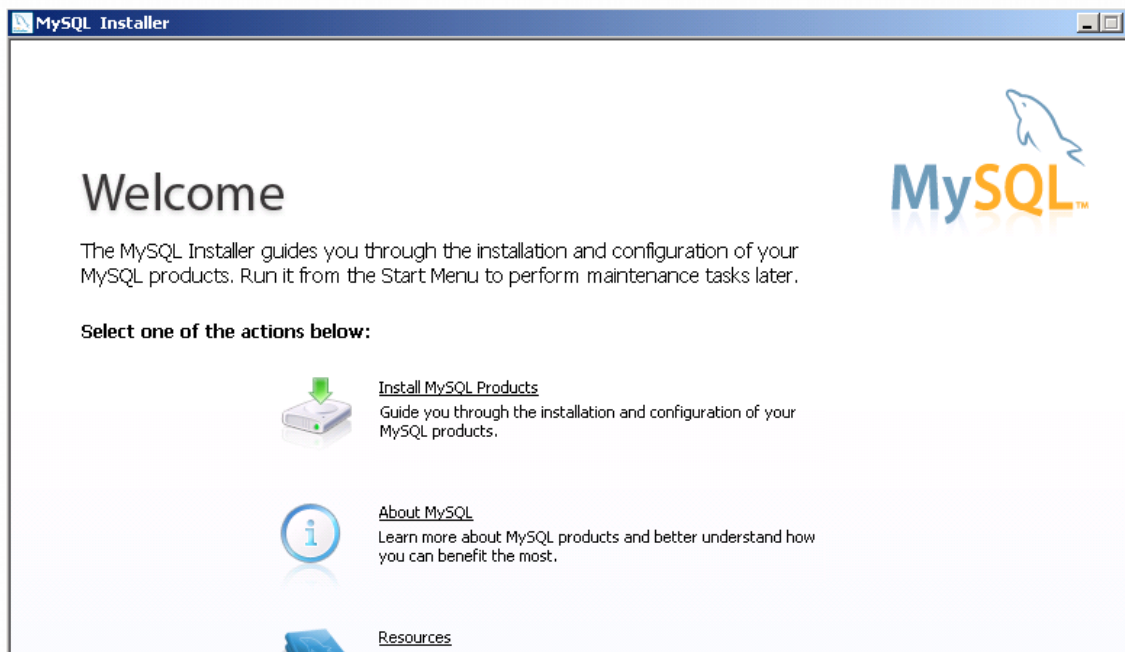 MySQL Installer
MySQL™
Welcome
The MySQL Installer guides you through the installation and configuration of your
MySQL products. Run it from the Start Menu to perform maintenance tasks later.
Select one of the actions below:
Install MySQL Products
Guide you through the installation and configuration of your
MySQL products.
About MySQL
Learn more about MySQL products and better understand how
you can benefit the most.
Resources